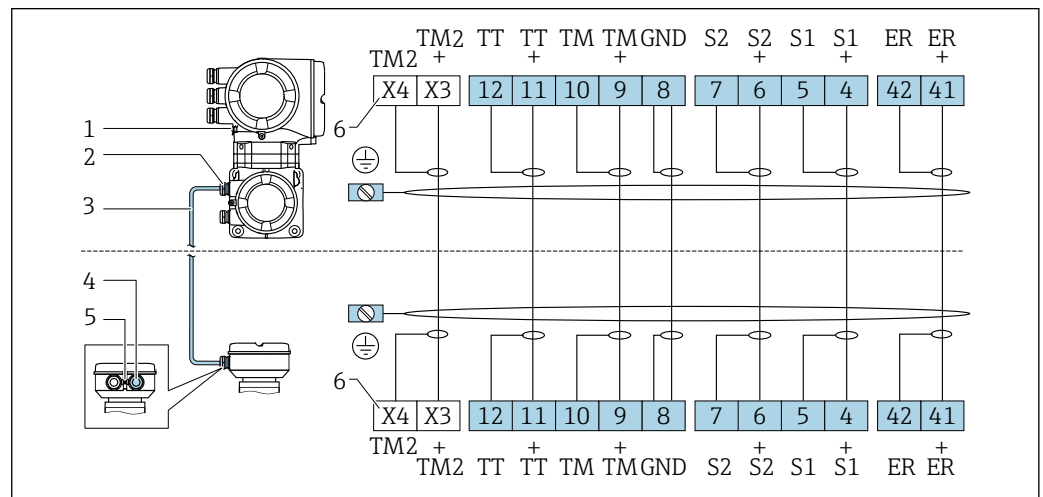 TM2 TT TT TM TM GND S2 S2 S1 S1 ER ER
TM2 + + + + + +
X4 X3 12 11 10 9 8 7 6 5 4 42 41
6
1
2
3
4
5
6
X4 X3 12 11 10 9 8 7 6 5 4 42 41
TM2 + + + + + +
TM2 TT TT TM TM GND S2 S2 S1 S1 ER ER